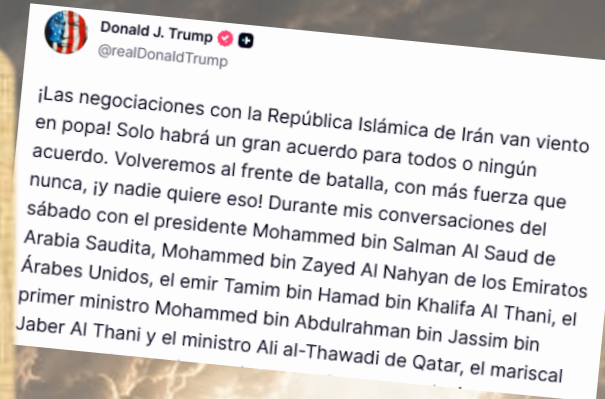 Donald J. Trump
@realDonaldTrump
¡Las negociaciones con la República Islámica de Irán van viento
en popa! Solo habrá un gran acuerdo para todos o ningún
acuerdo. Volveremos al frente de batalla, con más fuerza que
nunca, ¡y nadie quiere eso! Durante mis conversaciones del
sábado con el presidente Mohammed bin Salman Al Saud de
Arabia Saudita, Mohammed bin Zayed Al Nahyan de los Emiratos
Árabes Unidos, el emir Tamim bin Hamad bin Khalifa Al Thani, el
primer ministro Mohammed bin Abdulrahman bin Jassim bin
Jaber Al Thani y el ministro Ali al-Thawadi de Qatar, el mariscal